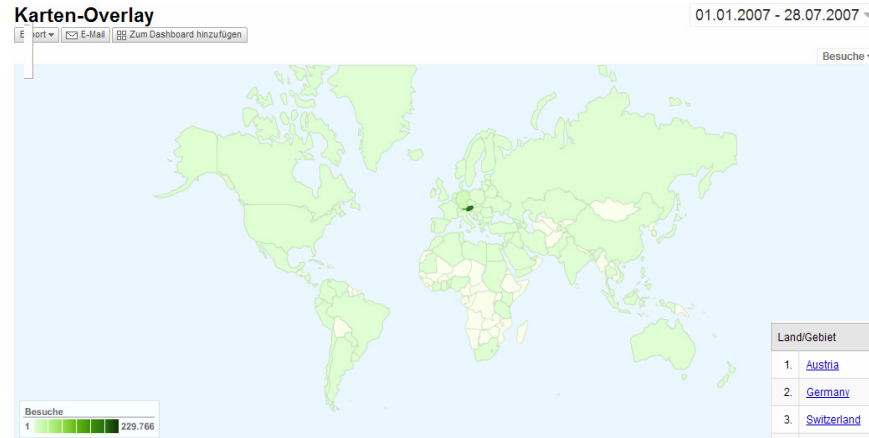 Karten-Overlay
01.01.2007 - 28.07.2007
E-Mail Zum Dashboard hinzufügen
Besuche
Land/Gebiet
1. Austria
2. Germany
3. Switzerland
Besuche
1 229.766